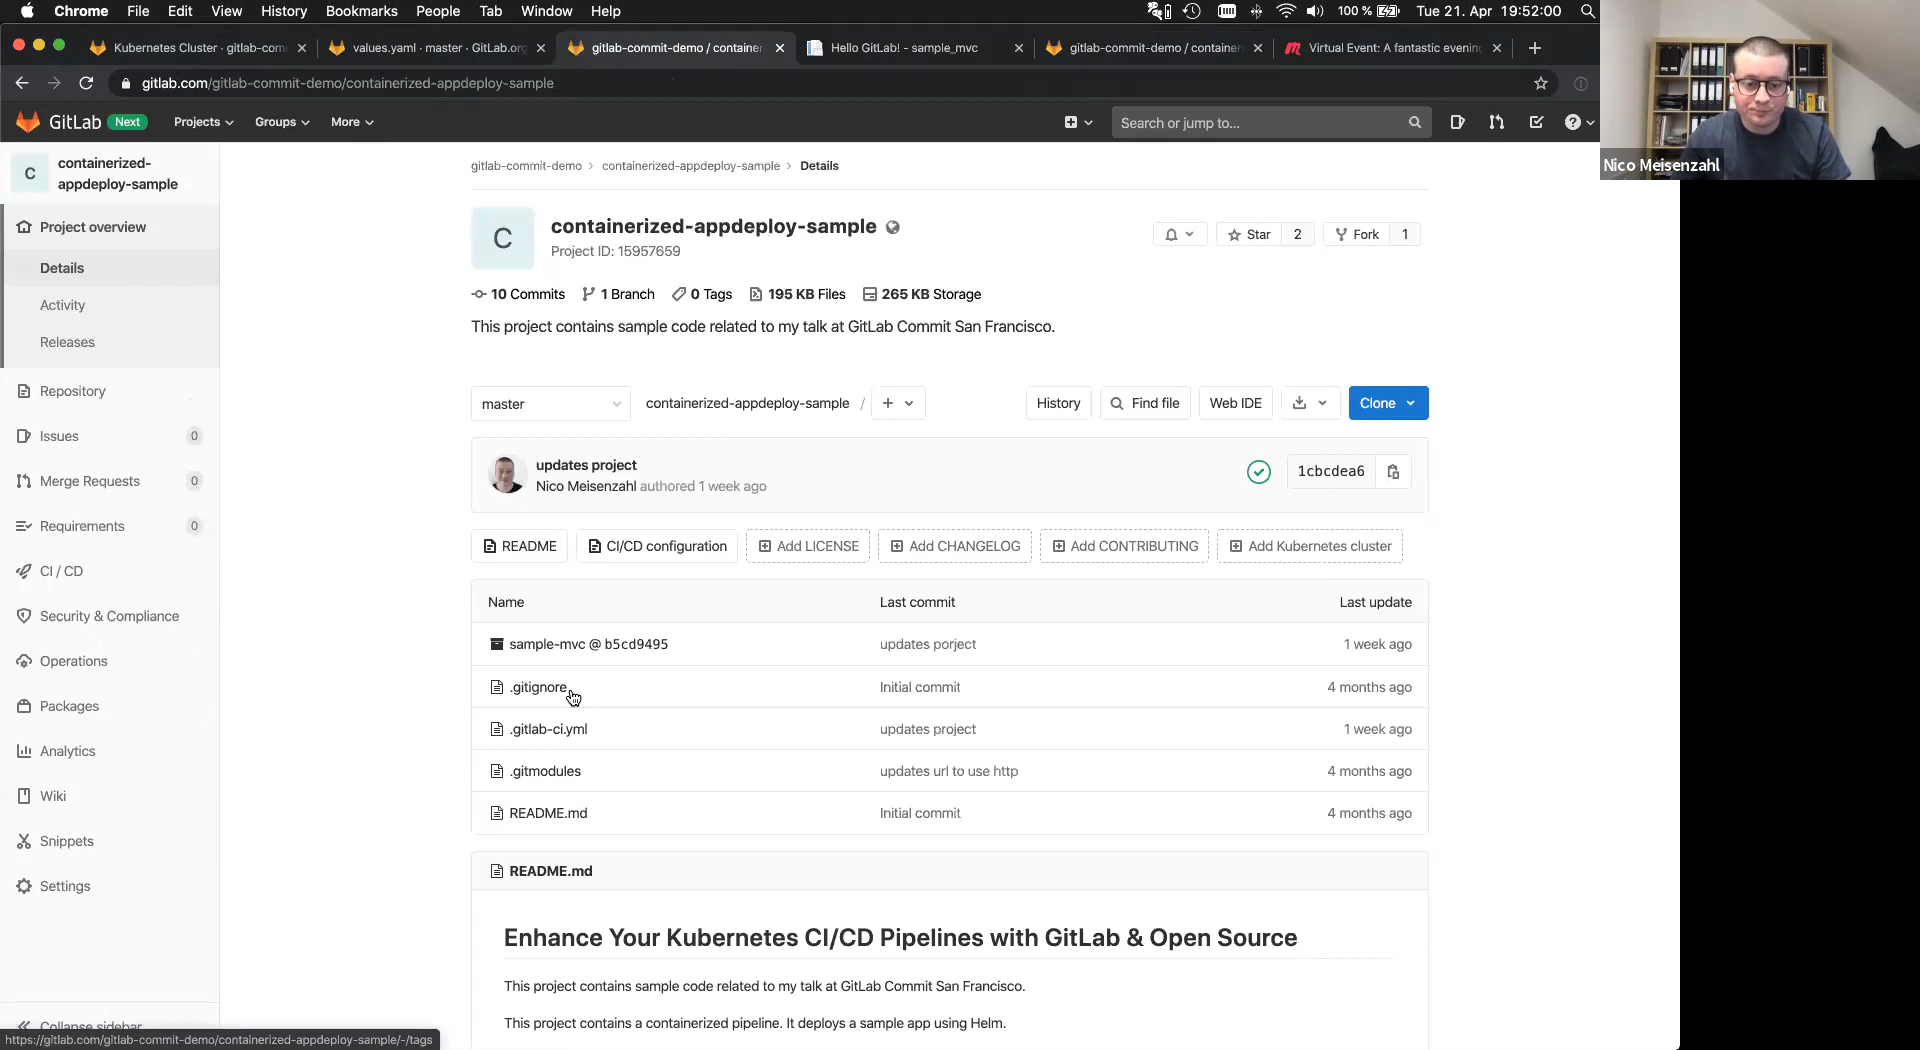 Chrome File Edit View History Bookmarks People Tab Window Help 100 % Tue 21. Apr 19:52:00
Kubernetes Cluster · gitlab-com values.yaml · master · GitLab.org gitlab-commit-demo / container Hello GitLab! - sample_mvc gitlab-commit-demo / container Virtual Event: A fantastic evenin
gitlab.com/gitlab-commit-demo/containerized-appdeploy-sample
GitLab Next Projects Groups More Search or jump to...
Nico Meisenzahl
C containerized-
appdeploy-sample
Project overview
Details
Activity
Releases
Repository
Issues 0
Merge Requests 0
Requirements 0
CI / CD
Security & Compliance
Operations
Packages
Analytics
Wiki
Snippets
Settings
Collapse sidebar
https://gitlab.com/gitlab-commit-demo/containerized-appdeploy-sample/-/tags
gitlab-commit-demo > containerized-appdeploy-sample > Details
C
containerized-appdeploy-sample
Project ID: 15957659
Star 2 Fork 1
10 Commits 1 Branch 0 Tags 195 KB Files 265 KB Storage
This project contains sample code related to my talk at GitLab Commit San Francisco.
master containerized-appdeploy-sample / + History Find file Web IDE Clone
updates project
Nico Meisenzahl authored 1 week ago
1cbcdea6
README CI/CD configuration Add LICENSE Add CHANGELOG Add CONTRIBUTING Add Kubernetes cluster
Name Last commit Last update
sample-mvc @ b5cd9495 updates porject 1 week ago
.gitignore Initial commit 4 months ago
.gitlab-ci.yml updates project 1 week ago
.gitmodules updates url to use http 4 months ago
README.md Initial commit 4 months ago
README.md
Enhance Your Kubernetes CI/CD Pipelines with GitLab & Open Source
This project contains sample code related to my talk at GitLab Commit San Francisco.
This project contains a containerized pipeline. It deploys a sample app using Helm.